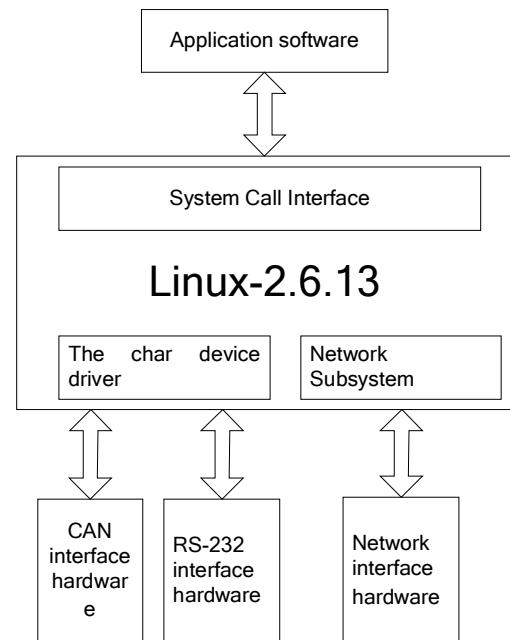 Application software
System Call Interface
Linux-2.6.13
The char device
driver
Network
Subsystem
CAN
interface
hardwar
e
RS-232
interface
hardware
Network
interface
hardware